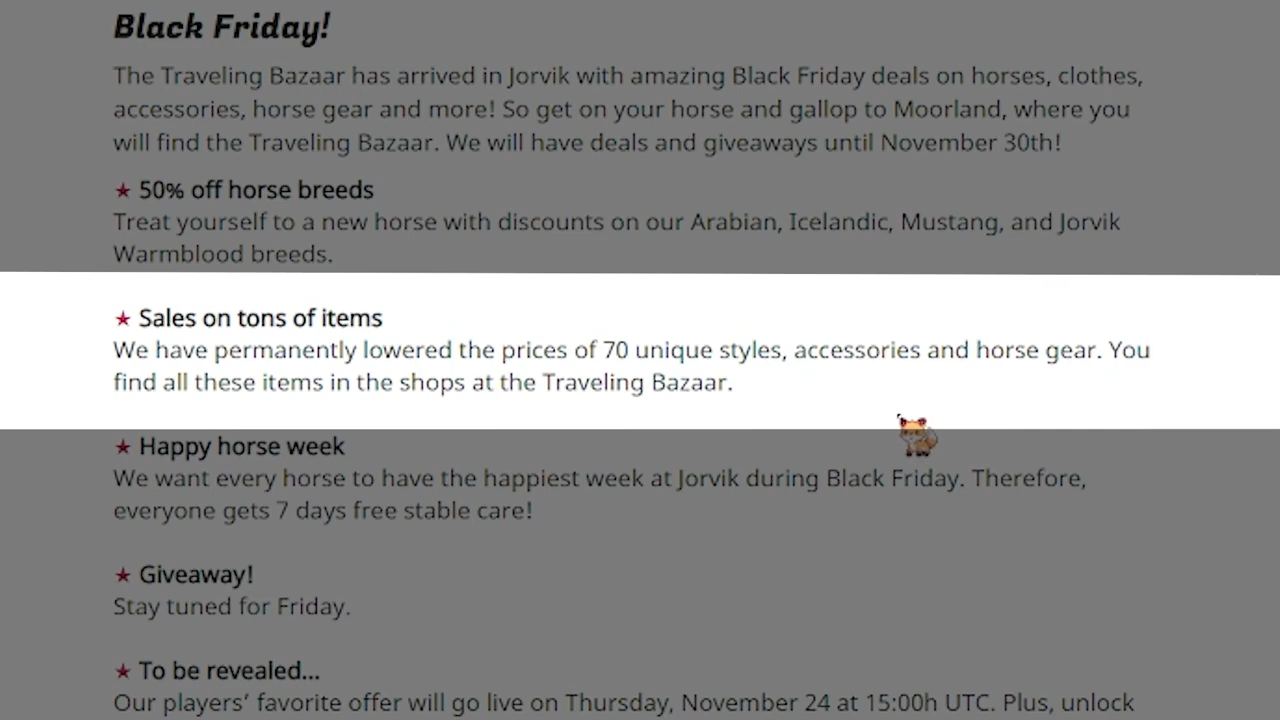 Black Friday!
The Traveling Bazaar has arrived in Jorvik with amazing Black Friday deals on horses, clothes,
accessories, horse gear and more! So get on your horse and gallop to Moorland, where you
will find the Traveling Bazaar. We will have deals and giveaways until November 30th!
★ 50% off horse breeds
Treat yourself to a new horse with discounts on our Arabian, Icelandic, Mustang, and Jorvik
Warmblood breeds.
★ Sales on tons of items
We have permanently lowered the prices of 70 unique styles, accessories and horse gear. You
find all these items in the shops at the Traveling Bazaar.
★ Happy horse week
We want every horse to have the happiest week at Jorvik during Black Friday. Therefore,
everyone gets 7 days free stable care!
★ Giveaway!
Stay tuned for Friday.
★ To be revealed...
Our players’ favorite offer will go live on Thursday, November 24 at 15:00h UTC. Plus, unlock